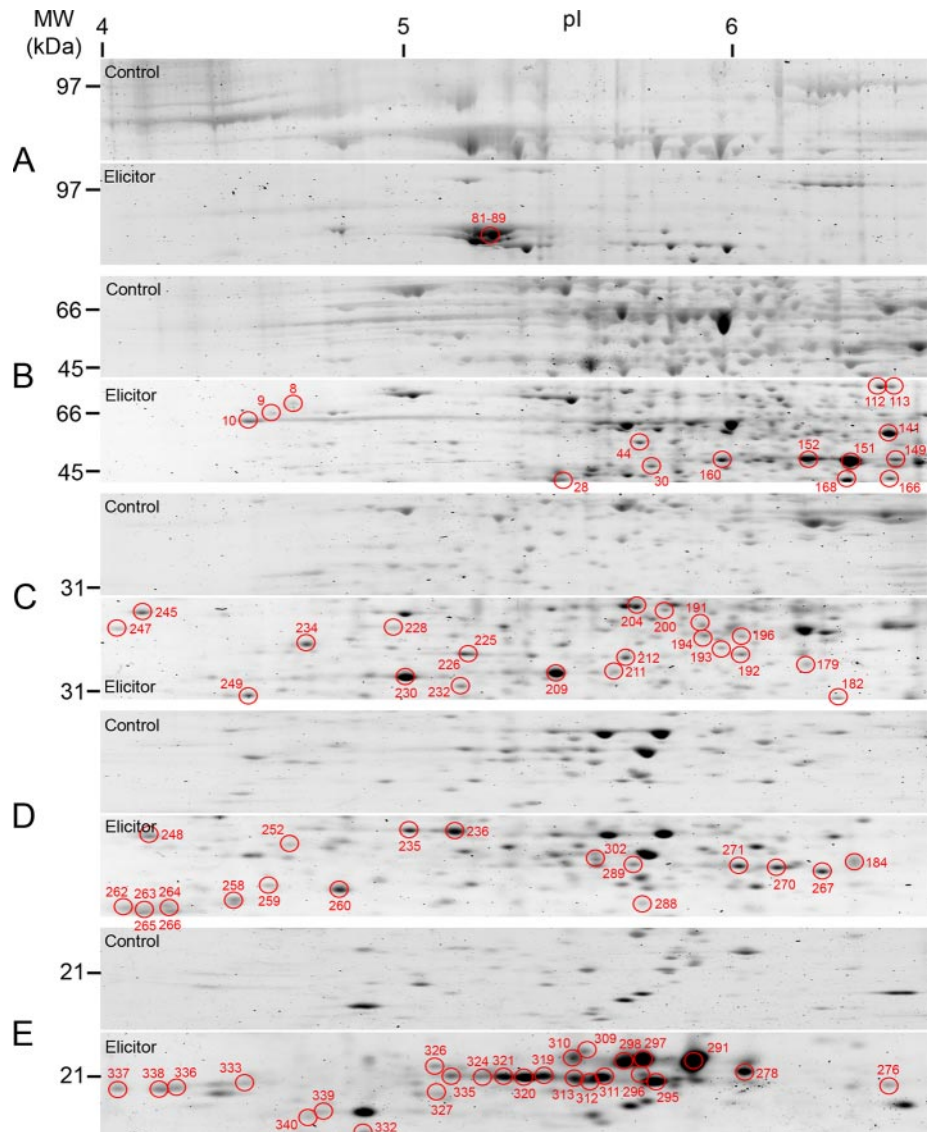 MW 4 5 pI 6
(kDa)
Control
97
A
Elicitor
97
81-89
Control
66
45
B
Elicitor
8
9
10
66
112 113
141
44
152 151 149
30
160
45
28
168 166
Control
31
C
245
247
234
228
225
226
204 200 191
196
194
193
192
212
211
179
249
230
232
209
182
31
Elicitor
Control
D
Elicitor
248
252
235
236
302
289
271
270
267
184
262 263 264
258
259
260
288
265 266
Control
21
E
Elicitor
310 309
298 297
291
326
324 321 319
333
337 338 336
21
335
327
320
313 312 311
296 295
278
276
339
340
332